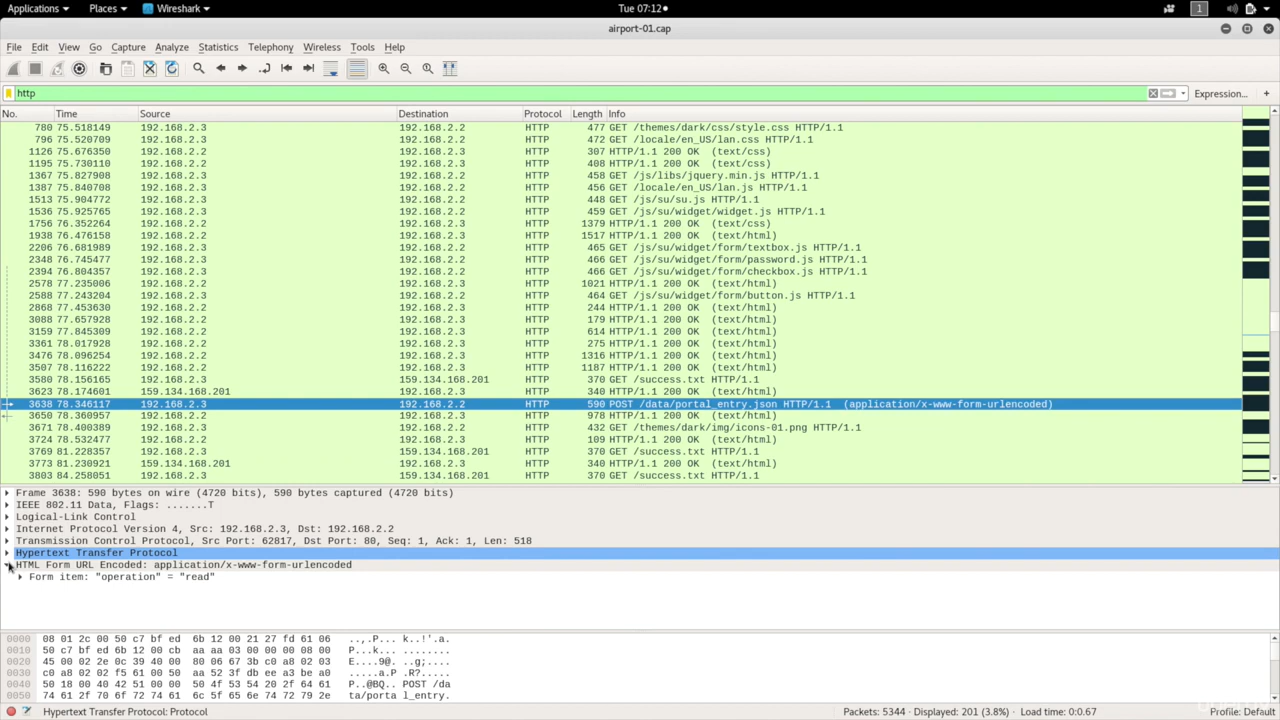 Applications Places Wireshark Tue 07:12 1
airport-01.cap
File Edit View Go Capture Analyze Statistics Telephony Wireless Tools Help
http Expression... +
No. Time Source Destination Protocol Length Info
780 75.518149 192.168.2.3 192.168.2.2 HTTP 477 GET /themes/dark/css/style.css HTTP/1.1
796 75.520709 192.168.2.3 192.168.2.2 HTTP 472 GET /locale/en_US/lan.css HTTP/1.1
1126 75.676350 192.168.2.2 192.168.2.3 HTTP 307 HTTP/1.1 200 OK (text/css)
1195 75.730110 192.168.2.2 192.168.2.3 HTTP 408 HTTP/1.1 200 OK (text/css)
1367 75.827908 192.168.2.3 192.168.2.2 HTTP 458 GET /js/libs/jquery.min.js HTTP/1.1
1387 75.840708 192.168.2.3 192.168.2.2 HTTP 456 GET /locale/en_US/lan.js HTTP/1.1
1513 75.904772 192.168.2.3 192.168.2.2 HTTP 448 GET /js/su/su.js HTTP/1.1
1536 75.925765 192.168.2.3 192.168.2.2 HTTP 459 GET /js/su/widget/widget.js HTTP/1.1
1756 76.352264 192.168.2.2 192.168.2.3 HTTP 1379 HTTP/1.1 200 OK (text/css)
1938 76.476158 192.168.2.2 192.168.2.3 HTTP 1517 HTTP/1.1 200 OK (text/html)
2206 76.681989 192.168.2.3 192.168.2.2 HTTP 465 GET /js/su/widget/form/textbox.js HTTP/1.1
2348 76.745477 192.168.2.3 192.168.2.2 HTTP 466 GET /js/su/widget/form/password.js HTTP/1.1
2394 76.804357 192.168.2.3 192.168.2.2 HTTP 466 GET /js/su/widget/form/checkbox.js HTTP/1.1
2578 77.235006 192.168.2.2 192.168.2.3 HTTP 1021 HTTP/1.1 200 OK (text/html)
2588 77.243204 192.168.2.3 192.168.2.2 HTTP 464 GET /js/su/widget/form/button.js HTTP/1.1
2868 77.453630 192.168.2.2 192.168.2.3 HTTP 244 HTTP/1.1 200 OK (text/html)
3088 77.657928 192.168.2.2 192.168.2.3 HTTP 179 HTTP/1.1 200 OK (text/html)
3159 77.845309 192.168.2.2 192.168.2.3 HTTP 614 HTTP/1.1 200 OK (text/html)
3361 78.017928 192.168.2.2 192.168.2.3 HTTP 275 HTTP/1.1 200 OK (text/html)
3476 78.096254 192.168.2.2 192.168.2.3 HTTP 1316 HTTP/1.1 200 OK (text/html)
3507 78.116222 192.168.2.2 192.168.2.3 HTTP 1187 HTTP/1.1 200 OK (text/html)
3580 78.156165 192.168.2.3 159.134.168.201 HTTP 370 GET /success.txt HTTP/1.1
3623 78.174601 159.134.168.201 192.168.2.3 HTTP 340 HTTP/1.1 200 OK (text/html)
3638 78.346117 192.168.2.3 192.168.2.2 HTTP 590 POST /data/portal_entry.json HTTP/1.1 (application/x-www-form-urlencoded)
3650 78.360957 192.168.2.2 192.168.2.3 HTTP 978 HTTP/1.1 200 OK (text/html)
3671 78.400389 192.168.2.3 192.168.2.2 HTTP 432 GET /themes/dark/img/icons-01.png HTTP/1.1
3724 78.532477 192.168.2.2 192.168.2.3 HTTP 109 HTTP/1.1 200 OK (text/html)
3769 81.228357 192.168.2.3 159.134.168.201 HTTP 370 GET /success.txt HTTP/1.1
3773 81.230921 159.134.168.201 192.168.2.3 HTTP 340 HTTP/1.1 200 OK (text/html)
3803 84.258051 192.168.2.3 159.134.168.201 HTTP 370 GET /success.txt HTTP/1.1
Frame 3638: 590 bytes on wire (4720 bits), 590 bytes captured (4720 bits)
IEEE 802.11 Data, Flags: .......T
Logical-Link Control
Internet Protocol Version 4, Src: 192.168.2.3, Dst: 192.168.2.2
Transmission Control Protocol, Src Port: 62817, Dst Port: 80, Seq: 1, Ack: 1, Len: 518
Hypertext Transfer Protocol
HTML Form URL Encoded: application/x-www-form-urlencoded
Form item: "operation" = "read"
0000 08 01 2c 00 50 c7 bf ed 6b 12 00 21 27 fd 61 06 ..,.P... k..!'.a.
0010 50 c7 bf ed 6b 12 00 cb aa aa 03 00 00 00 08 00 P...k... ........
0020 45 00 02 2e 0c 39 40 00 80 06 67 3b c0 a8 02 03 E....9@. ..g;....
0030 c0 a8 02 02 f5 61 00 50 aa 52 3f db ee a3 be a0 .....a.P .R?.....
0040 50 18 00 40 42 51 00 00 50 4f 53 54 20 2f 64 61 P..@BQ.. POST /da
0050 74 61 2f 70 6f 72 74 61 6c 5f 65 6e 74 72 79 2e ta/porta l_entry.
Hypertext Transfer Protocol: Protocol Packets: 5344 · Displayed: 201 (3.8%) · Load time: 0:0.67 Profile: Default